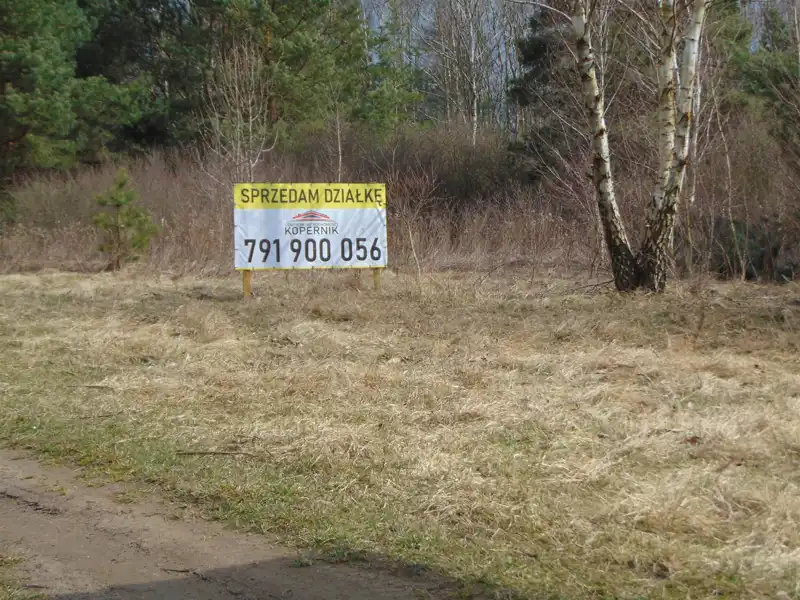 SPRZEDAM DZIAŁKĘ
KOPERNIK
791 900 056